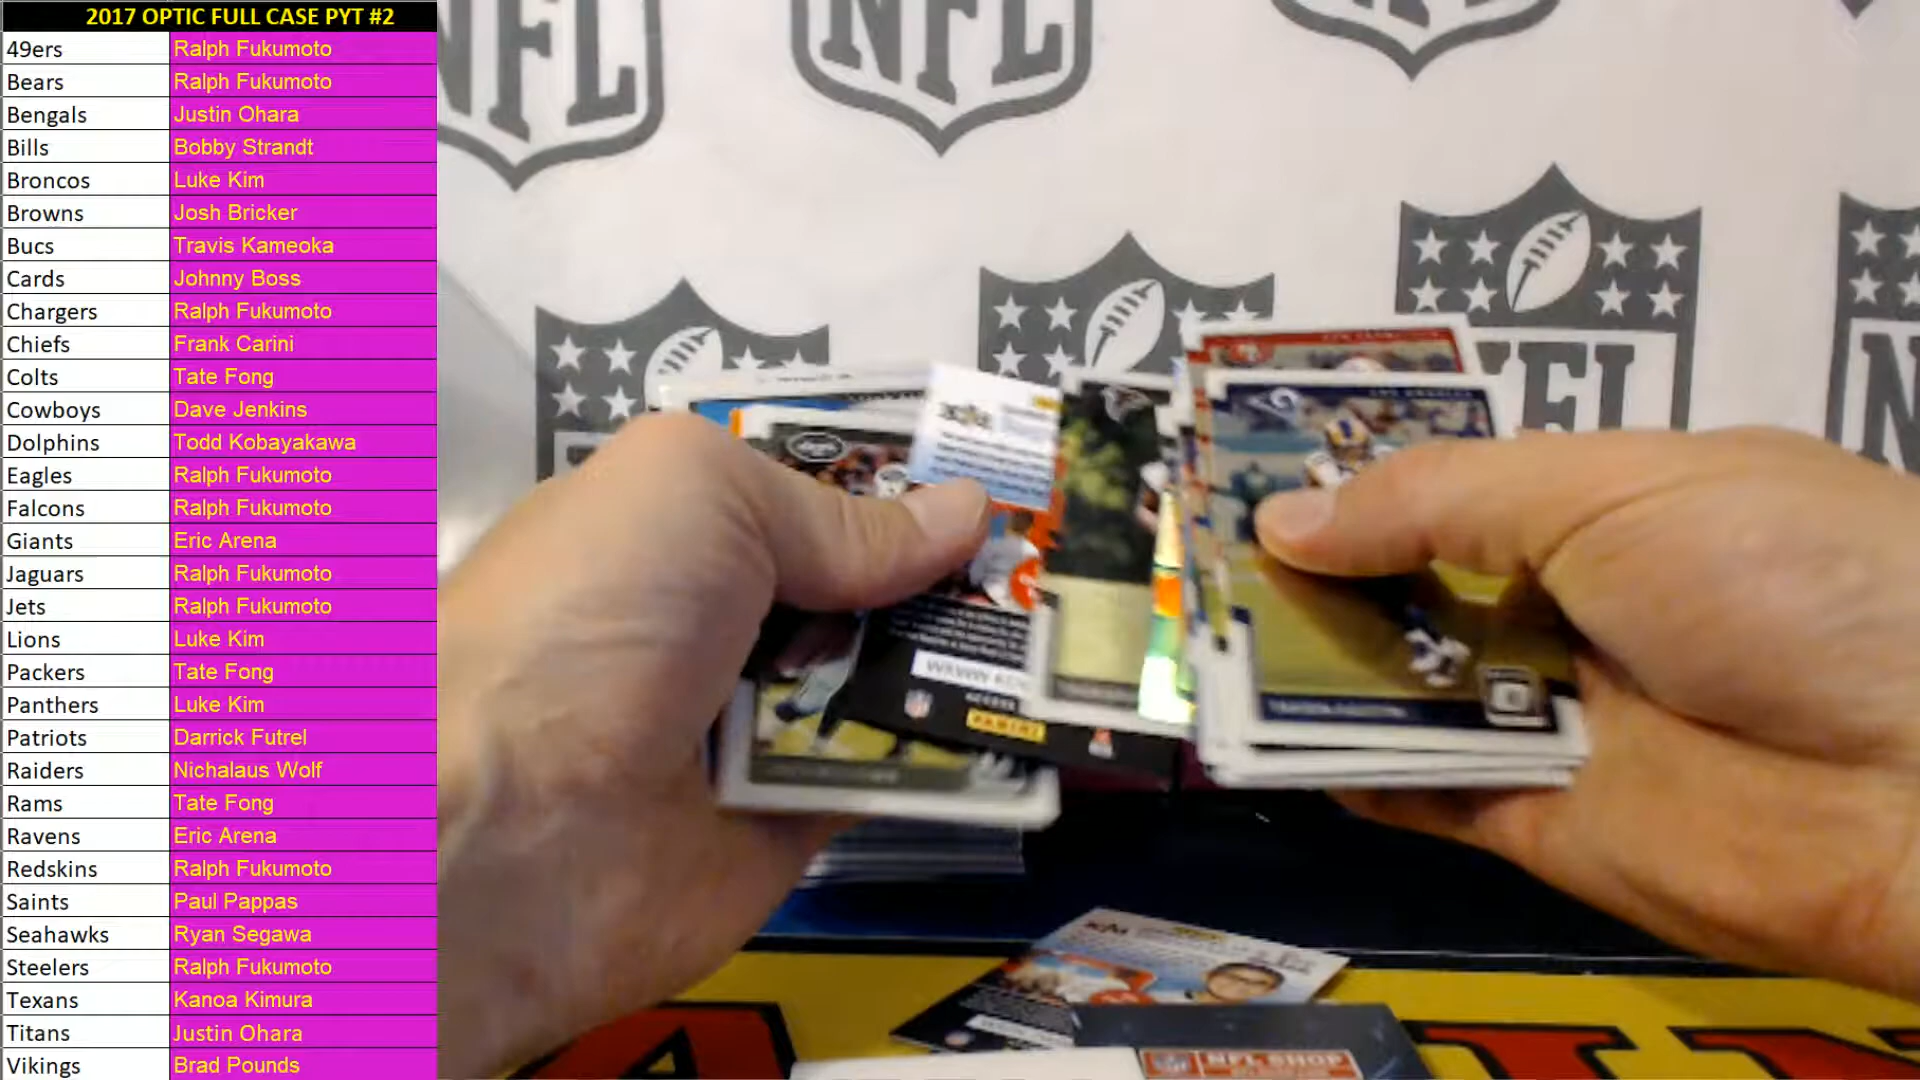 2017 OPTIC FULL CASE PYT #2
49ers Ralph Fukumoto
Bears Ralph Fukumoto
Bengals Justin Ohara
Bills Bobby Strandt
Broncos Luke Kim
Browns Josh Bricker
Bucs Travis Kameoka
Cards Johnny Boss
Chargers Ralph Fukumoto
Chiefs Frank Carini
Colts Tate Fong
Cowboys Dave Jenkins
Dolphins Todd Kobayakawa
Eagles Ralph Fukumoto
Falcons Ralph Fukumoto
Giants Eric Arena
Jaguars Ralph Fukumoto
Jets Ralph Fukumoto
Lions Luke Kim
Packers Tate Fong
Panthers Luke Kim
Patriots Darrick Futrel
Raiders Nichalaus Wolf
Rams Tate Fong
Ravens Eric Arena
Redskins Ralph Fukumoto
Saints Paul Pappas
Seahawks Ryan Segawa
Steelers Ralph Fukumoto
Texans Kanoa Kimura
Titans Justin Ohara
Vikings Brad Pounds
NFL
NFL
NFL
NFL
PANINI
NFL SHOP